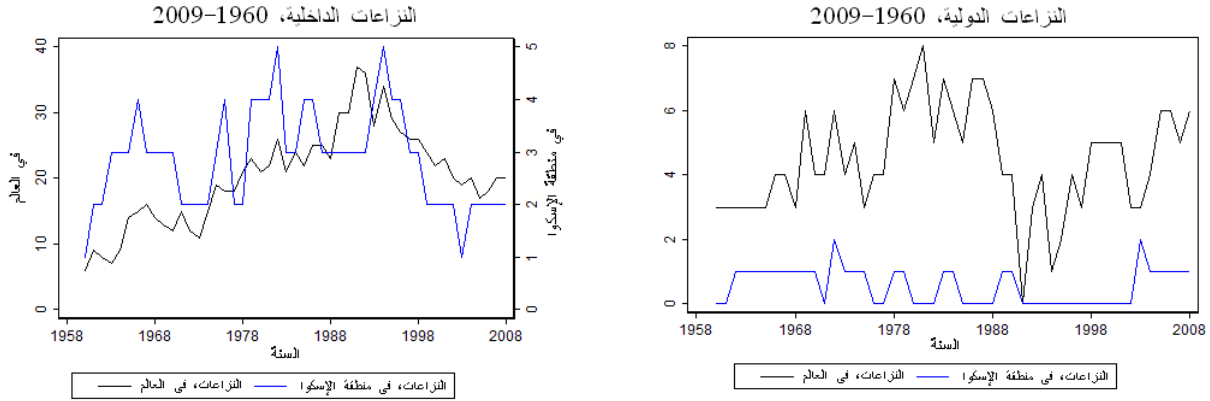 النزاعات الداخلية، 1960-2009
40
30
20
10
0
في العالم
5
4
3
2
1
0
في منطقة الإسكوا
1958
1968
1978
1988
1998
2008
السنة
النزاعات، في العالم
النزاعات، في منطقة الإسكوا
النزاعات الدولية، 1960-2009
8
6
4
2
0
1958
1968
1978
1988
1998
2008
السنة
النزاعات، في العالم
النزاعات، في منطقة الإسكوا